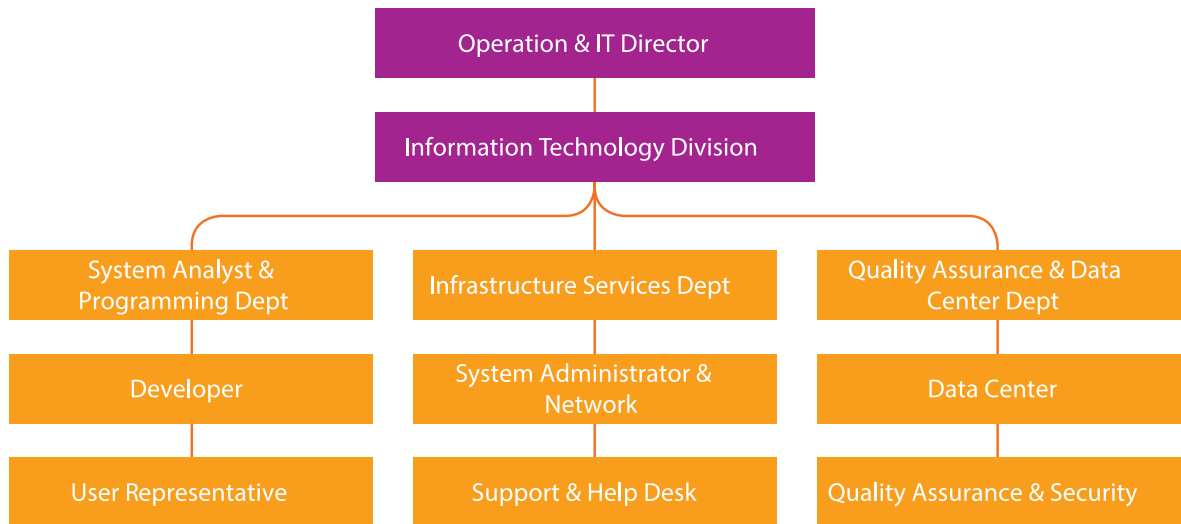 Operation & IT Director
Information Technology Division
System Analyst &
Programming Dept
Infrastructure Services Dept
Quality Assurance & Data
Center Dept
Developer
System Administrator &
Network
Data Center
User Representative
Support & Help Desk
Quality Assurance & Security